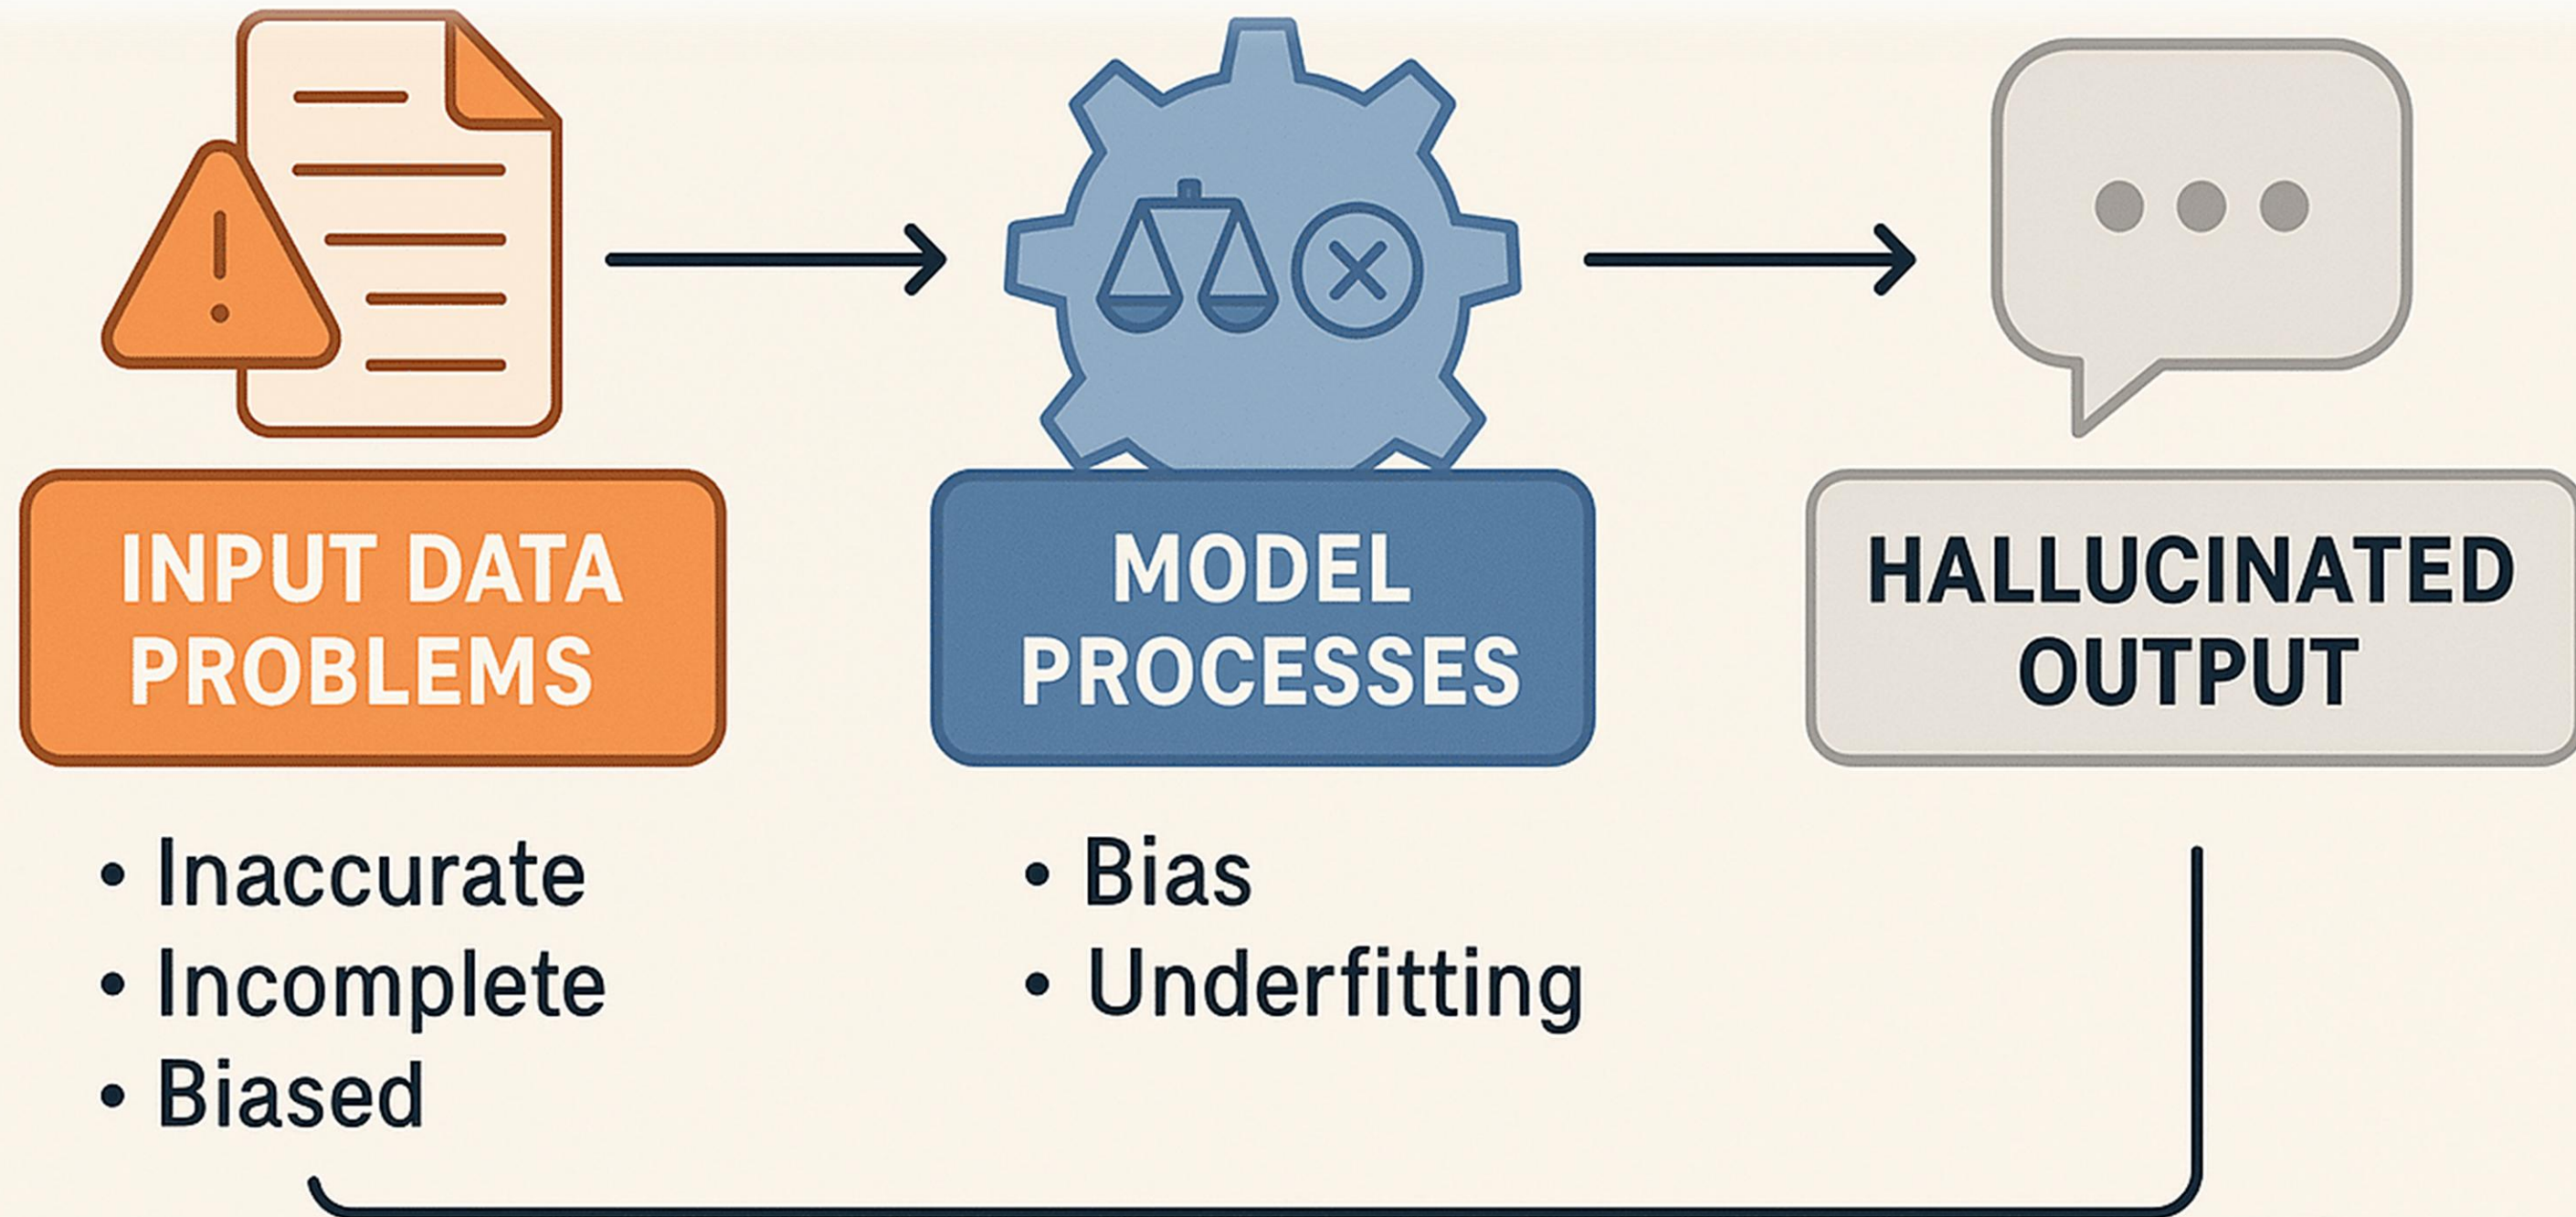 INPUT DATA
PROBLEMS
• Inaccurate
• Incomplete
• Biased
MODEL
PROCESSES
• Bias
• Underfitting
HALLUCINATED
OUTPUT